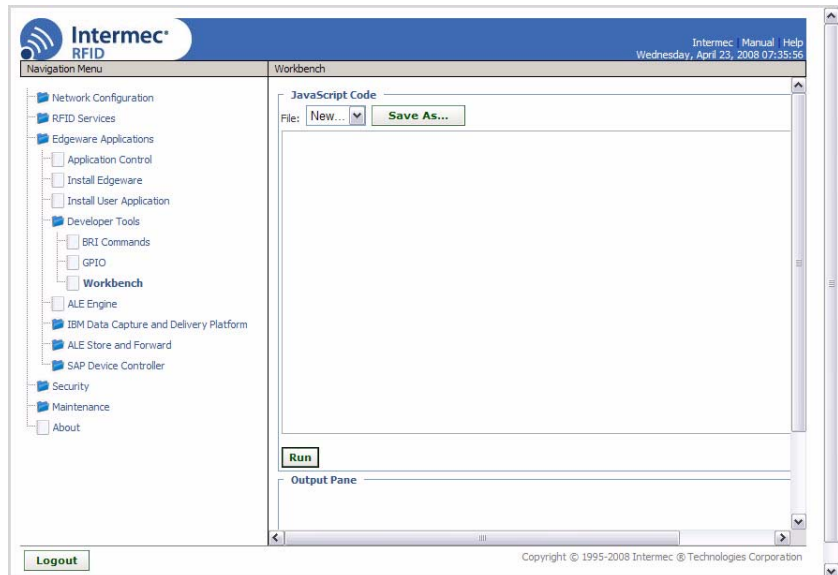 Intermec®
RFID
Intermec | Manual | Help
Wednesday, April 23, 2008 07:35:56
Navigation Menu
Workbench
Network Configuration
RFID Services
Edgeware Applications
Application Control
Install Edgeware
Install User Application
Developer Tools
BRI Commands
GPIO
Workbench
ALE Engine
IBM Data Capture and Delivery Platform
ALE Store and Forward
SAP Device Controller
Security
Maintenance
About
JavaScript Code
File: New... Save As...
Run
Output Pane
Logout
Copyright © 1995-2008 Intermec ® Technologies Corporation